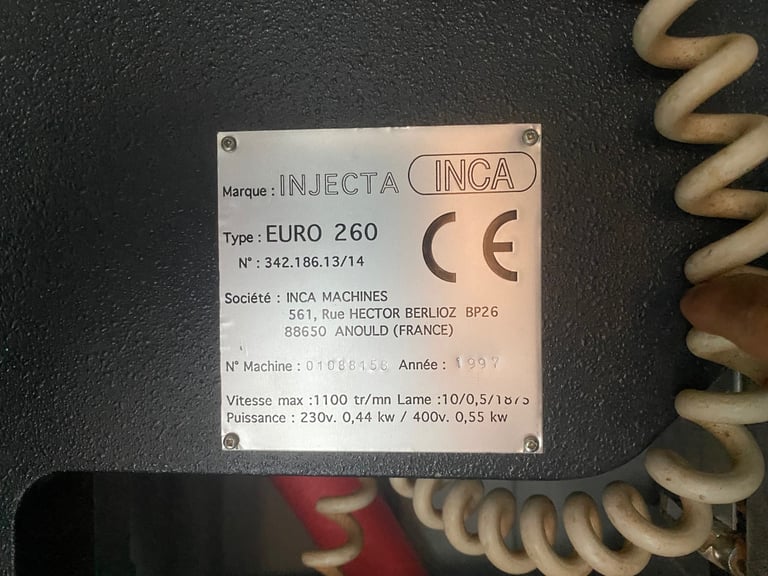 Marque : INJECTA INCA
Type : EURO 260
N° : 342.186.13/14
CE
Société : INCA MACHINES
561, Rue HECTOR BERLIOZ BP26
88650 ANOULD (FRANCE)
N° Machine : 01088156 Année : 1997
Vitesse max :1100 tr/mn Lame :10/0,5/1875
Puissance : 230v. 0,44 kw / 400v. 0,55 kw